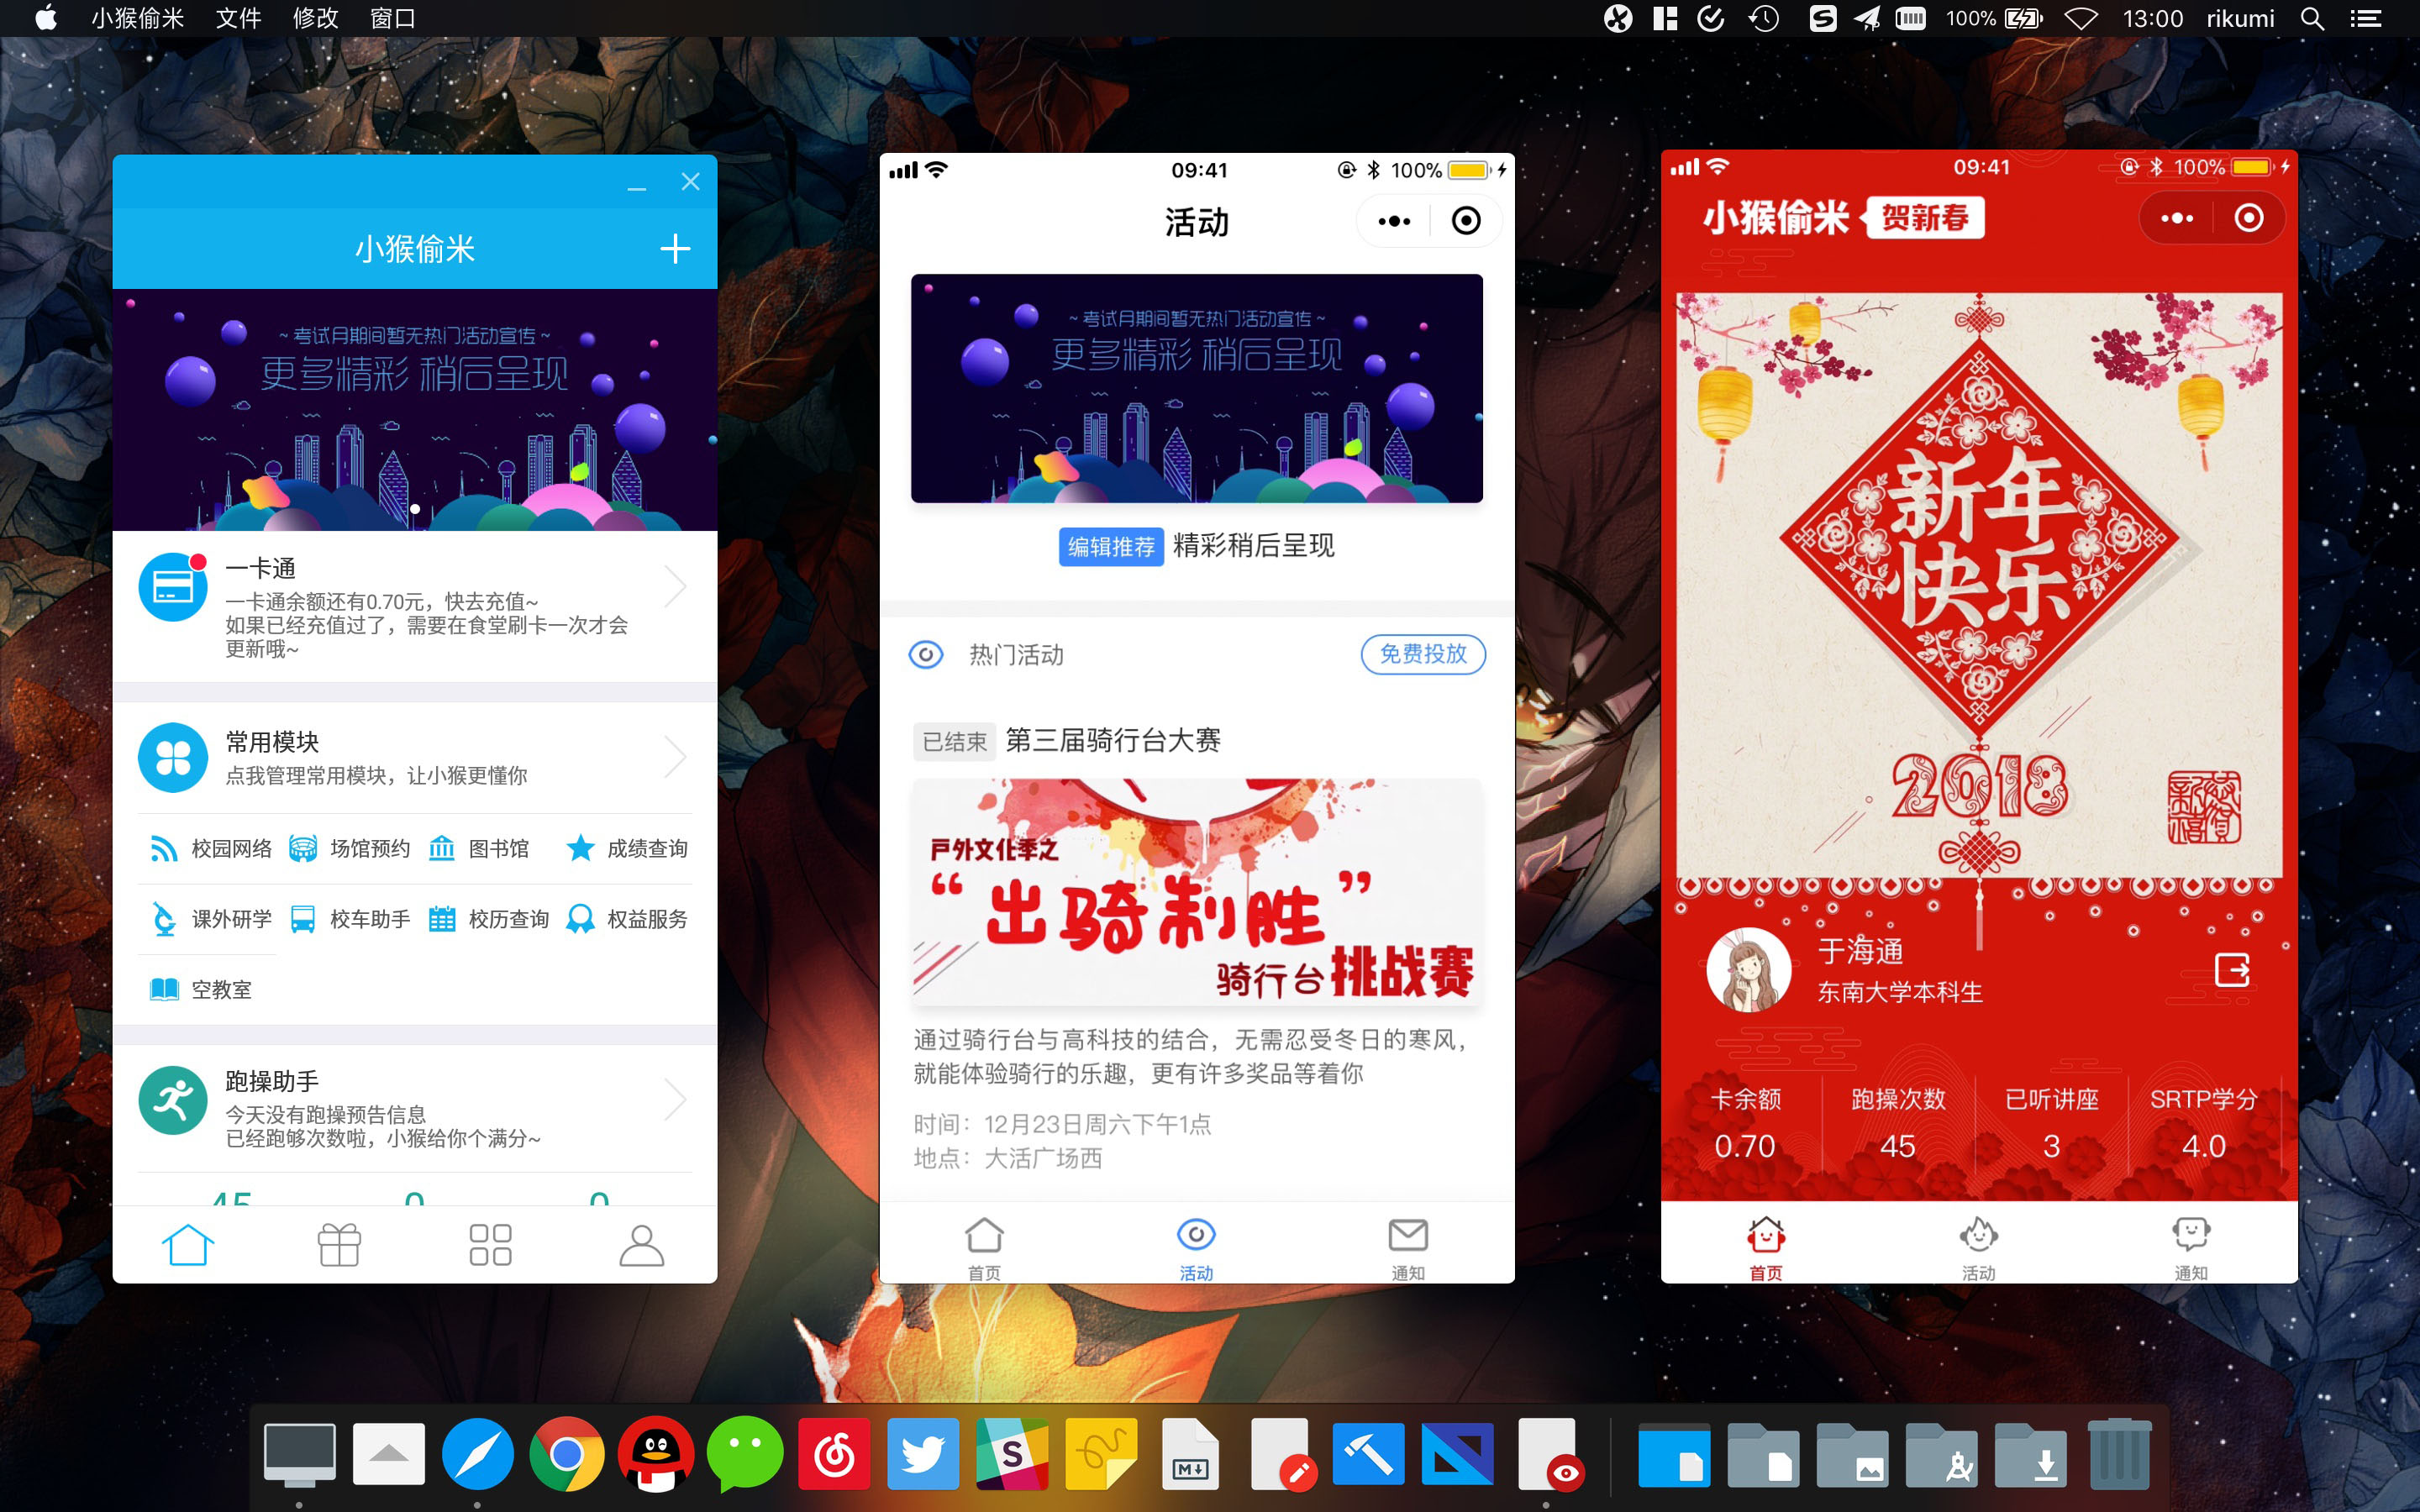 小猴偷米 文件 修改 窗口
100% 13:00 rikumi
小猴偷米
~ 考试月期间暂无热门活动宣传 ~
更多精彩 稍后呈现
一卡通
一卡通余额还有0.70元，快去充值~
如果已经充值过了，需要在食堂刷卡一次才会
更新哦~
常用模块
点我管理常用模块，让小猴更懂你
校园网络 场馆预约 图书馆 成绩查询
课外研学 校车助手 校历查询 权益服务
空教室
跑操助手
今天没有跑操预告信息
已经跑够次数啦，小猴给你个满分~
45 0 0
09:41 100%
活动
~ 考试月期间暂无热门活动宣传 ~
更多精彩 稍后呈现
编辑推荐 精彩稍后呈现
热门活动 免费投放
已结束 第三届骑行台大赛
户外文化季之
“出骑制胜”
骑行台挑战赛
通过骑行台与高科技的结合，无需忍受冬日的寒风，
就能体验骑行的乐趣，更有许多奖品等着你
时间：12月23日周六下午1点
地点：大活广场西
首页 活动 通知
09:41 100%
小猴偷米 贺新春
新年
快乐
2018
于海通
东南大学本科生
卡余额 跑操次数 已听讲座 SRTP学分
0.70 45 3 4.0
首页 活动 通知
S
M